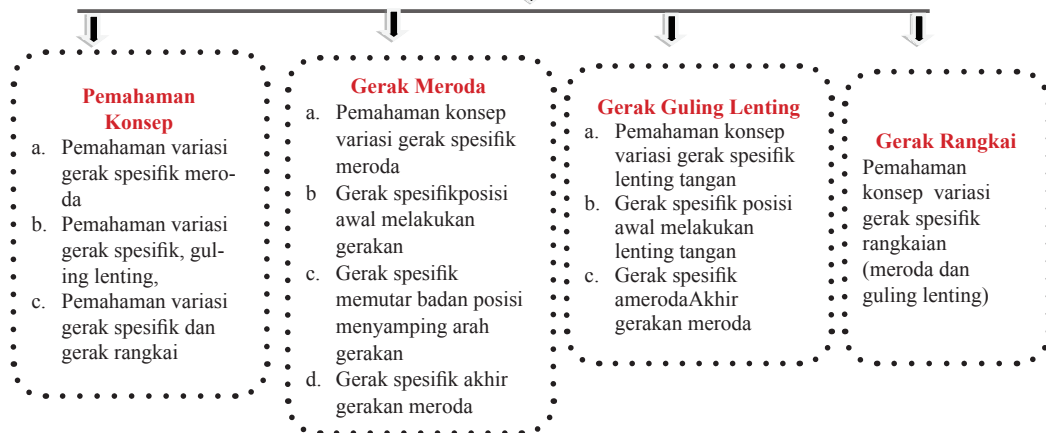 Pemahaman
Konsep
a. Pemahaman variasi
gerak spesifik mero-
da
b. Pemahaman variasi
gerak spesifik, gul-
ing lenting,
c. Pemahaman variasi
gerak spesifik dan
gerak rangkai
Gerak Meroda
a. Pemahaman konsep
variasi gerak spesifik
meroda
b Gerak spesifikposisi
awal melakukan
gerakan
c. Gerak spesifik
memutar badan posisi
menyamping arah
gerakan
d. Gerak spesifik akhir
gerakan meroda
Gerak Guling Lenting
a. Pemahaman konsep
variasi gerak spesifik
lenting tangan
b. Gerak spesifik posisi
awal melakukan
lenting tangan
c. Gerak spesifik
amerodaAkhir
gerakan meroda
Gerak Rangkai
Pemahaman
konsep variasi
gerak spesifik
rangkaian
(meroda dan
guling lenting)